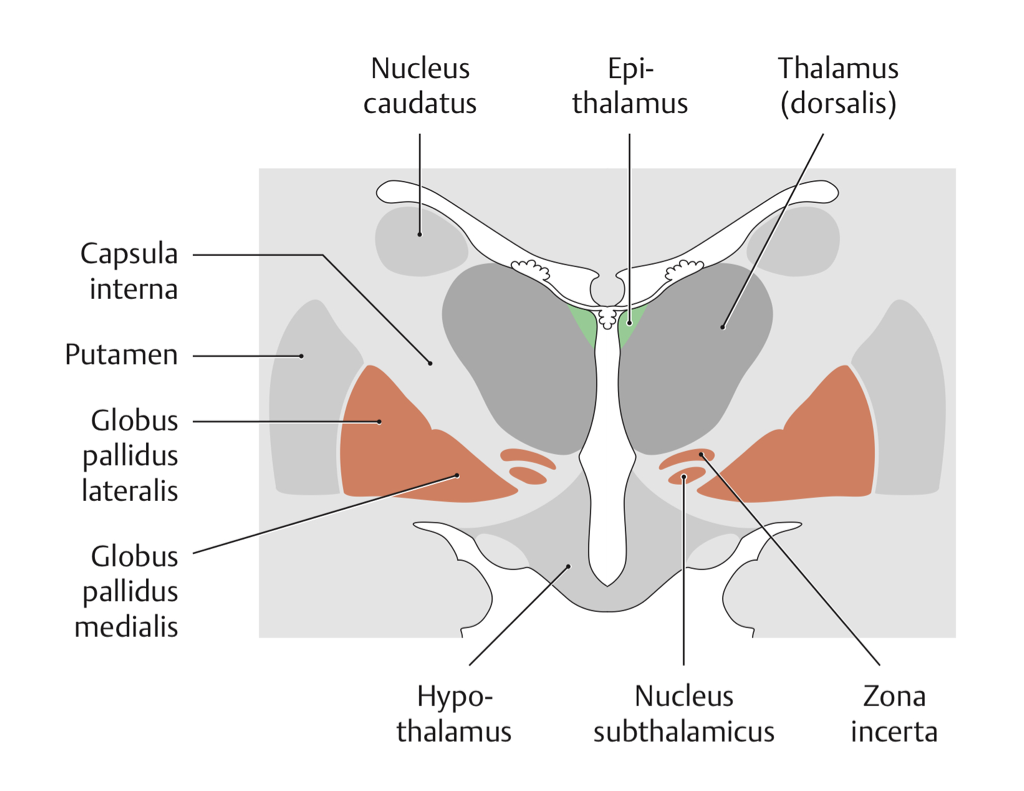 Nucleus
caudatus
Epi-
thalamus
Thalamus
(dorsalis)
Capsula
interna
Putamen
Globus
pallidus
lateralis
Globus
pallidus
medialis
Hypo-
thalamus
Nucleus
subthalamicus
Zona
incerta